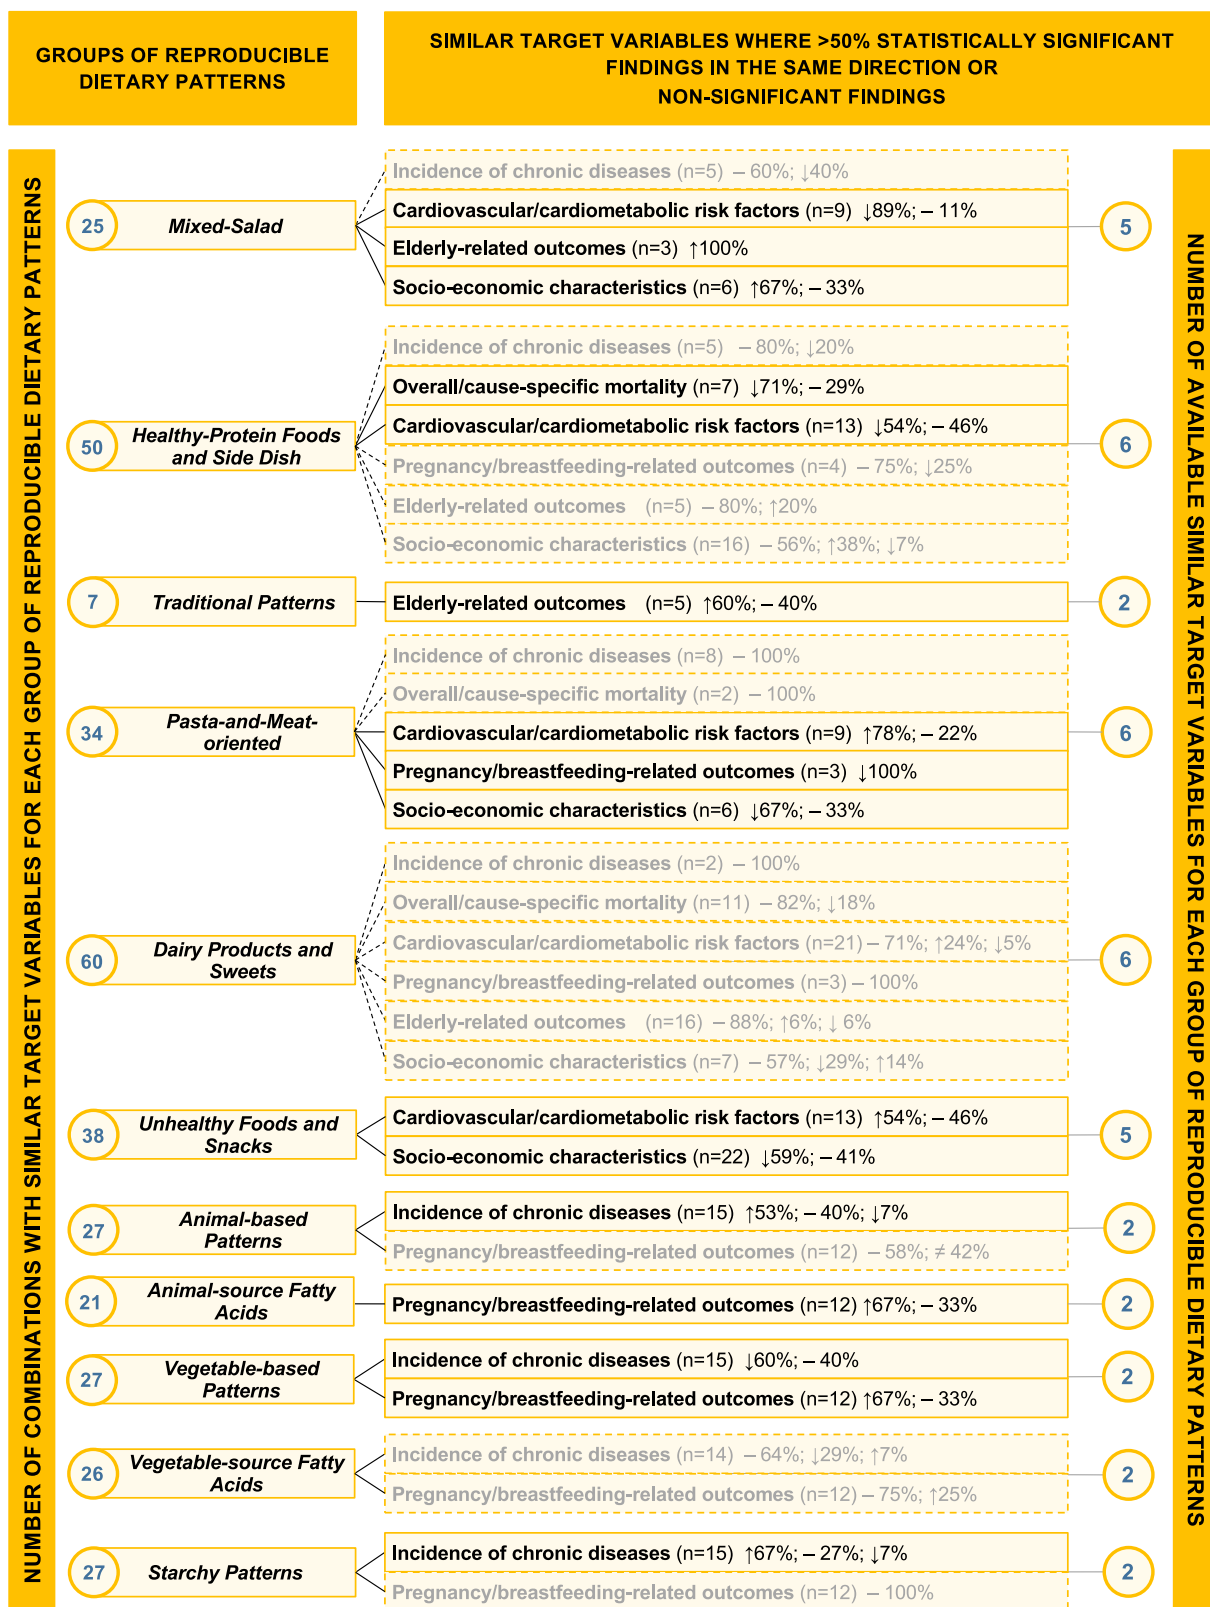 GROUPS OF REPRODUCIBLE
DIETARY PATTERNS
SIMILAR TARGET VARIABLES WHERE >50% STATISTICALLY SIGNIFICANT
FINDINGS IN THE SAME DIRECTION OR
NON-SIGNIFICANT FINDINGS
NUMBER OF COMBINATIONS WITH SIMILAR TARGET VARIABLES FOR EACH GROUP OF REPRODUCIBLE DIETARY PATTERNS
25
Mixed-Salad
Incidence of chronic diseases (n=5) – 60%; ↓40%
Cardiovascular/cardiometabolic risk factors (n=9) ↓89%; – 11%
Elderly-related outcomes (n=3) ↑100%
Socio-economic characteristics (n=6) ↑67%; – 33%
5
50
Healthy-Protein Foods
and Side Dish
Incidence of chronic diseases (n=5) – 80%; ↓20%
Overall/cause-specific mortality (n=7) ↓71%; – 29%
Cardiovascular/cardiometabolic risk factors (n=13) ↓54%; – 46%
Pregnancy/breastfeeding-related outcomes (n=4) – 75%; ↓25%
Elderly-related outcomes (n=5) – 80%; ↑20%
Socio-economic characteristics (n=16) – 56%; ↑38%; ↓7%
6
7
Traditional Patterns
Elderly-related outcomes (n=5) ↑60%; – 40%
2
34
Pasta-and-Meat-
oriented
Incidence of chronic diseases (n=8) – 100%
Overall/cause-specific mortality (n=2) – 100%
Cardiovascular/cardiometabolic risk factors (n=9) ↑78%; – 22%
Pregnancy/breastfeeding-related outcomes (n=3) ↓100%
Socio-economic characteristics (n=6) ↓67%; – 33%
6
60
Dairy Products and
Sweets
Incidence of chronic diseases (n=2) – 100%
Overall/cause-specific mortality (n=11) – 82%; ↓18%
Cardiovascular/cardiometabolic risk factors (n=21) – 71%; ↑24%; ↓5%
Pregnancy/breastfeeding-related outcomes (n=3) – 100%
Elderly-related outcomes (n=16) – 88%; ↑6%; ↓ 6%
Socio-economic characteristics (n=7) – 57%; ↓29%; ↑14%
6
38
Unhealthy Foods and
Snacks
Cardiovascular/cardiometabolic risk factors (n=13) ↑54%; – 46%
Socio-economic characteristics (n=22) ↓59%; – 41%
5
27
Animal-based
Patterns
Incidence of chronic diseases (n=15) ↑53%; – 40%; ↓7%
Pregnancy/breastfeeding-related outcomes (n=12) – 58%; ≠ 42%
2
21
Animal-source Fatty
Acids
Pregnancy/breastfeeding-related outcomes (n=12) ↑67%; – 33%
2
27
Vegetable-based
Patterns
Incidence of chronic diseases (n=15) ↓60%; – 40%
Pregnancy/breastfeeding-related outcomes (n=12) ↑67%; – 33%
2
26
Vegetable-source Fatty
Acids
Incidence of chronic diseases (n=14) – 64%; ↓29%; ↑7%
Pregnancy/breastfeeding-related outcomes (n=12) – 75%; ↑25%
2
27
Starchy Patterns
Incidence of chronic diseases (n=15) ↑67%; – 27%; ↓7%
Pregnancy/breastfeeding-related outcomes (n=12) – 100%
2
NUMBER OF AVAILABLE SIMILAR TARGET VARIABLES FOR EACH GROUP OF REPRODUCIBLE DIETARY PATTERNS